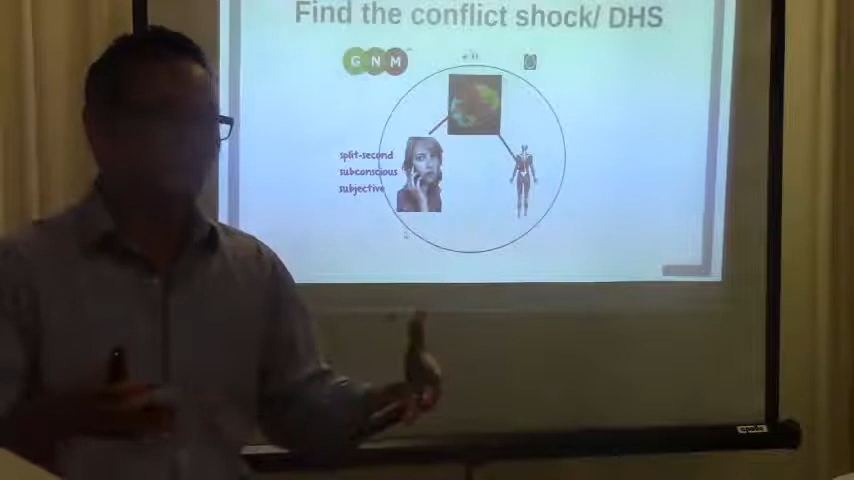 Find the conflict shock/ DHS
GNM
split-second
subconscious
subjective